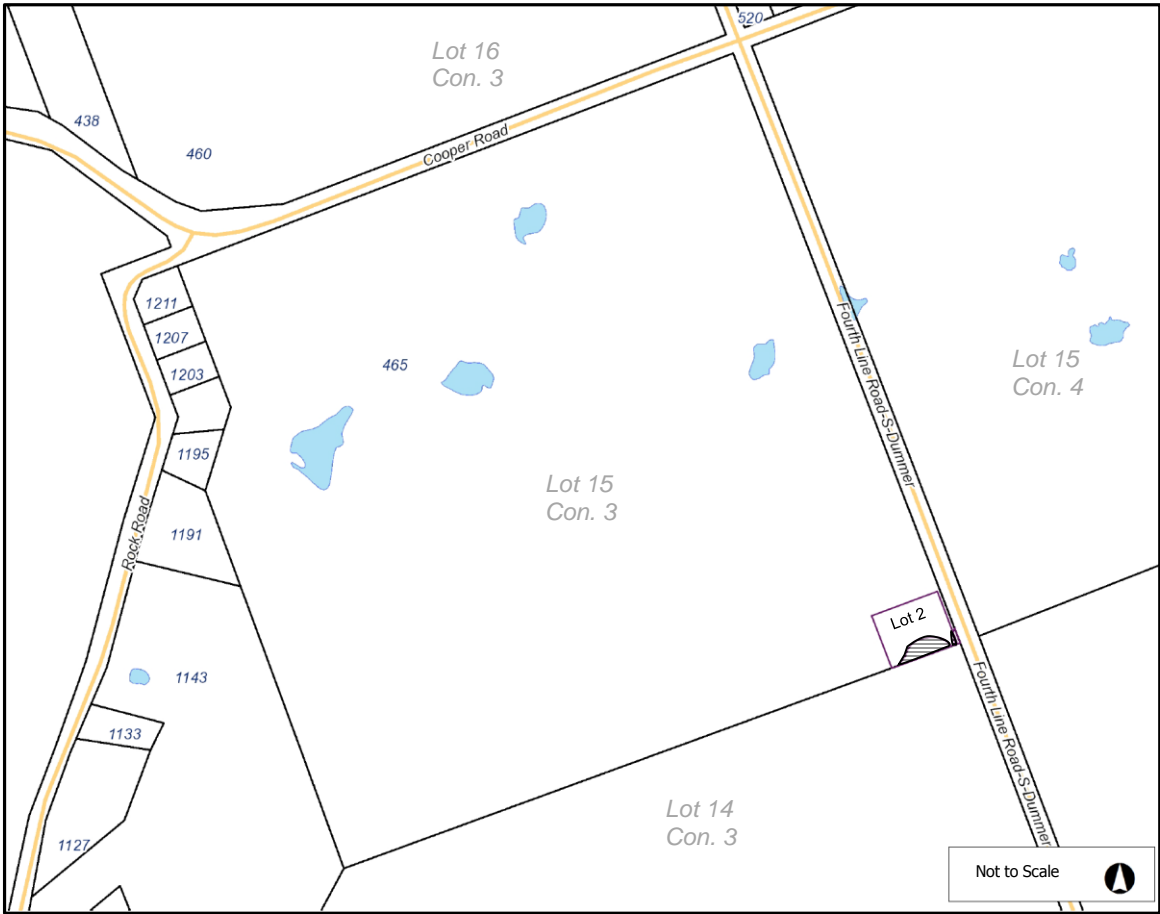 520
Lot 16
Con. 3
438
460
Cooper Road
1211
1207
1203
465
Fourth Line Road-S-Dummer
Lot 15
Con. 4
1195
Lot 15
Con. 3
Rock Road
1191
Lot 2
1143
Fourth Line Road-S-Dummer
1133
Lot 14
Con. 3
1127
Not to Scale